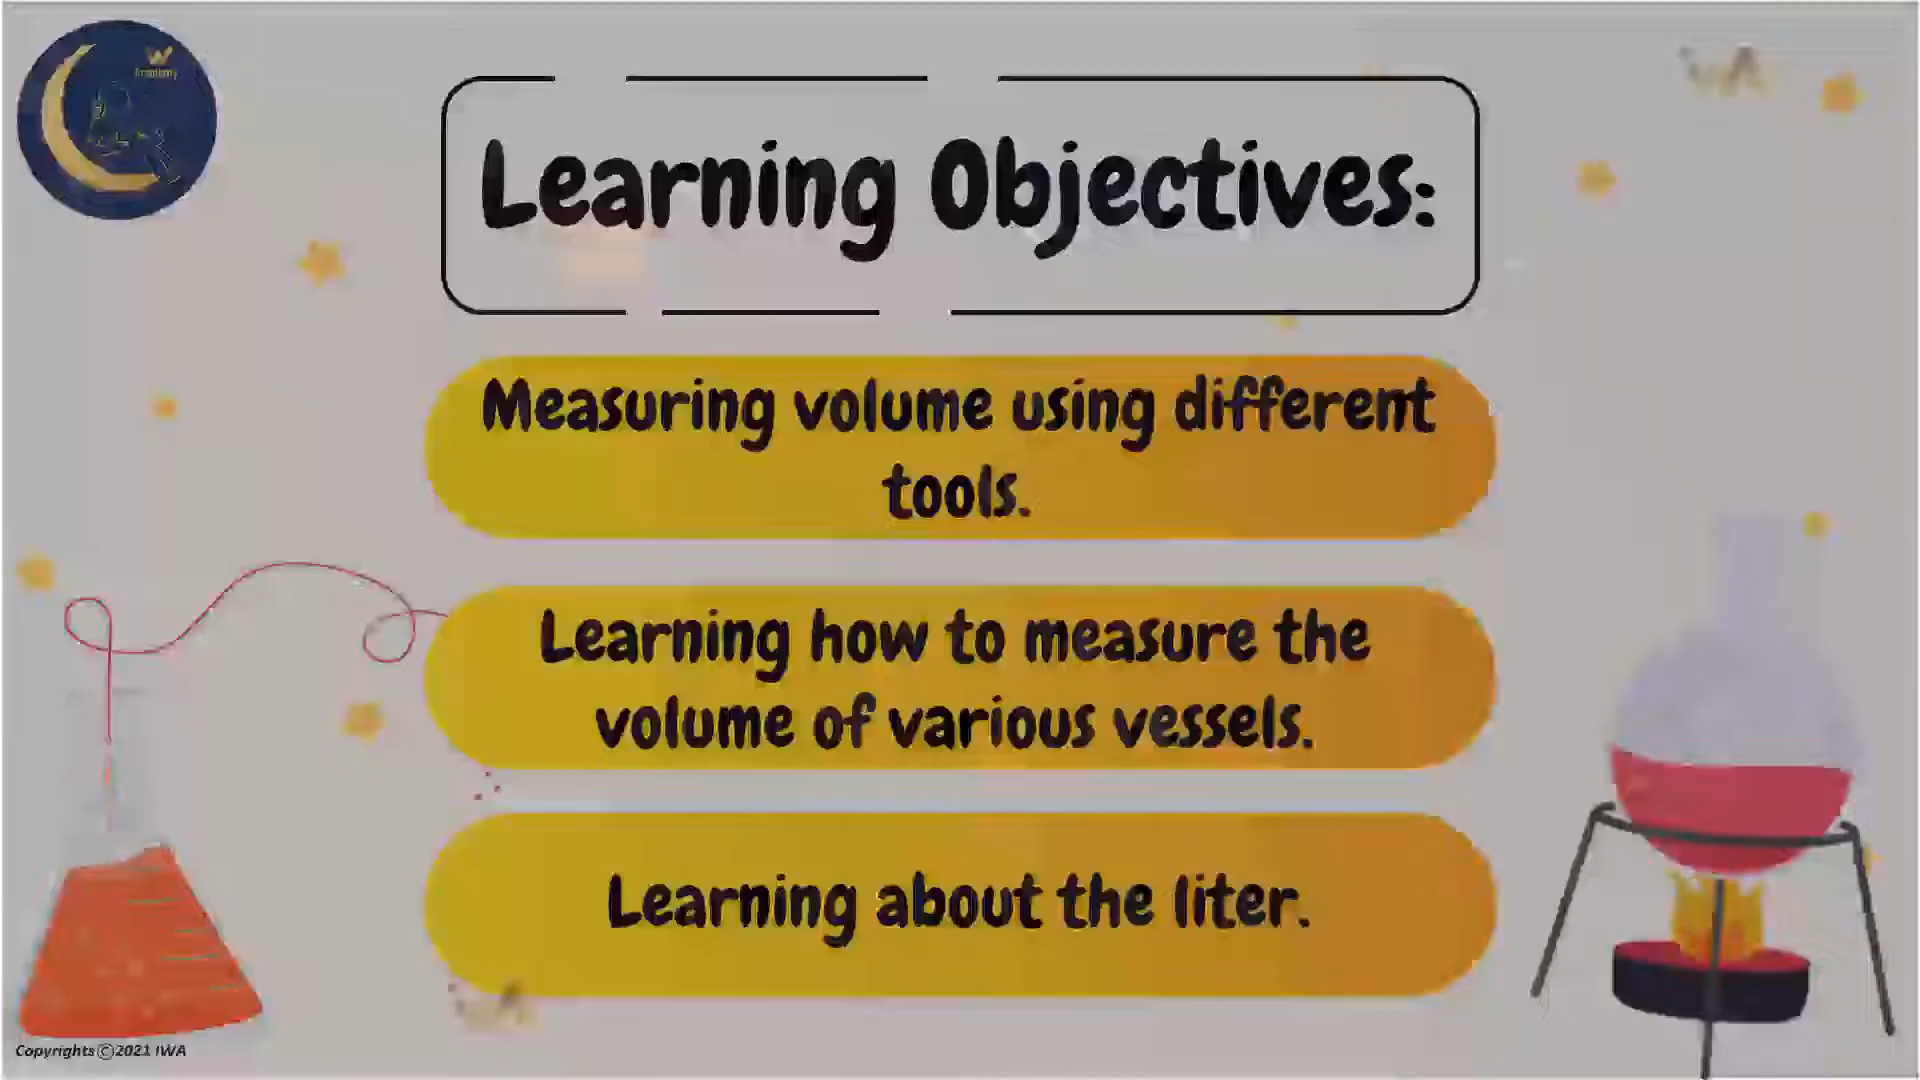 W
Academy
Learning Objectives:
Measuring volume using different
tools.
Learning how to measure the
volume of various vessels.
Learning about the liter.
Copyrights©2021 IWA